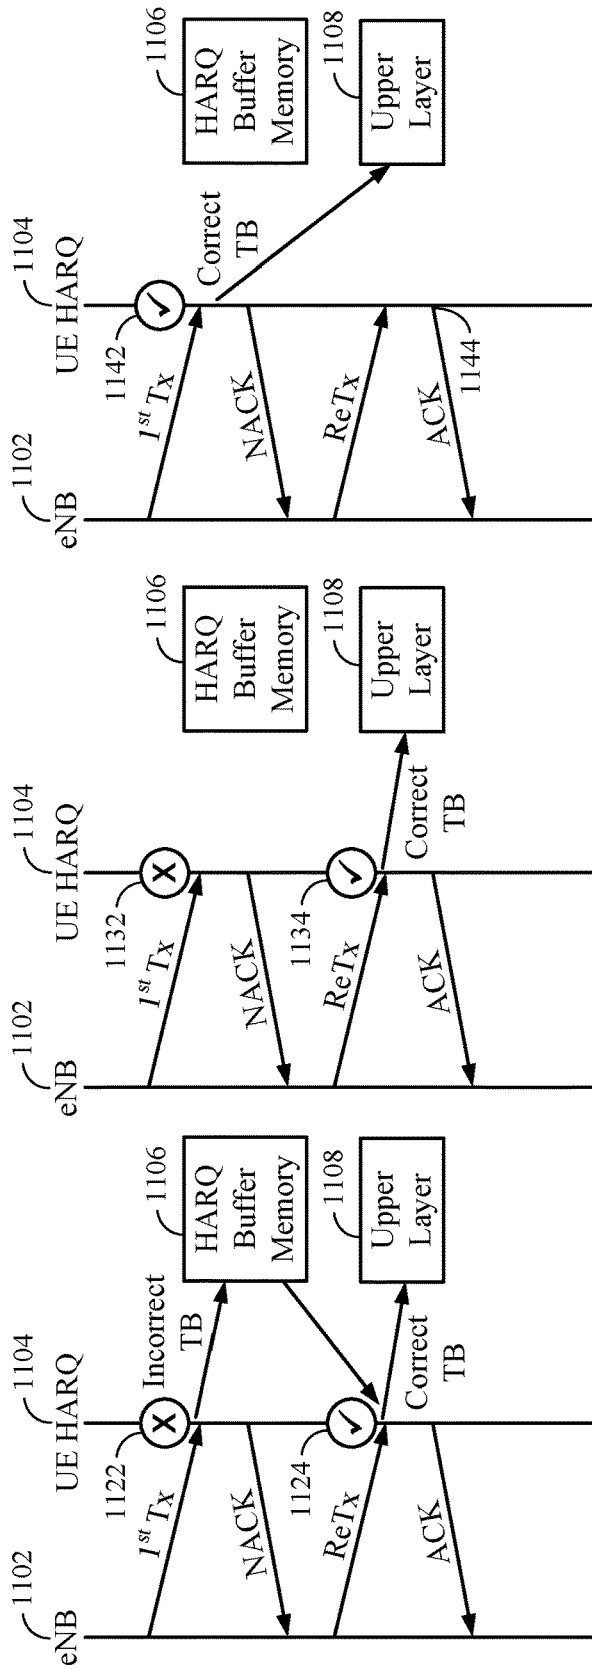 1102
1104
eNB
UE HARQ
1122
X
Incorrect
TB
1st Tx
1106
HARQ
Buffer
Memory
NACK
1124
ReTx
1108
Upper
Layer
Correct
TB
ACK
1102
1104
eNB
UE HARQ
1132
X
1st Tx
1106
HARQ
Buffer
Memory
NACK
1134
ReTx
1108
Upper
Layer
Correct
TB
ACK
1102
1104
eNB
UE HARQ
1142
1st Tx
Correct
TB
1106
HARQ
Buffer
Memory
NACK
ReTx
1108
Upper
Layer
ACK
1144